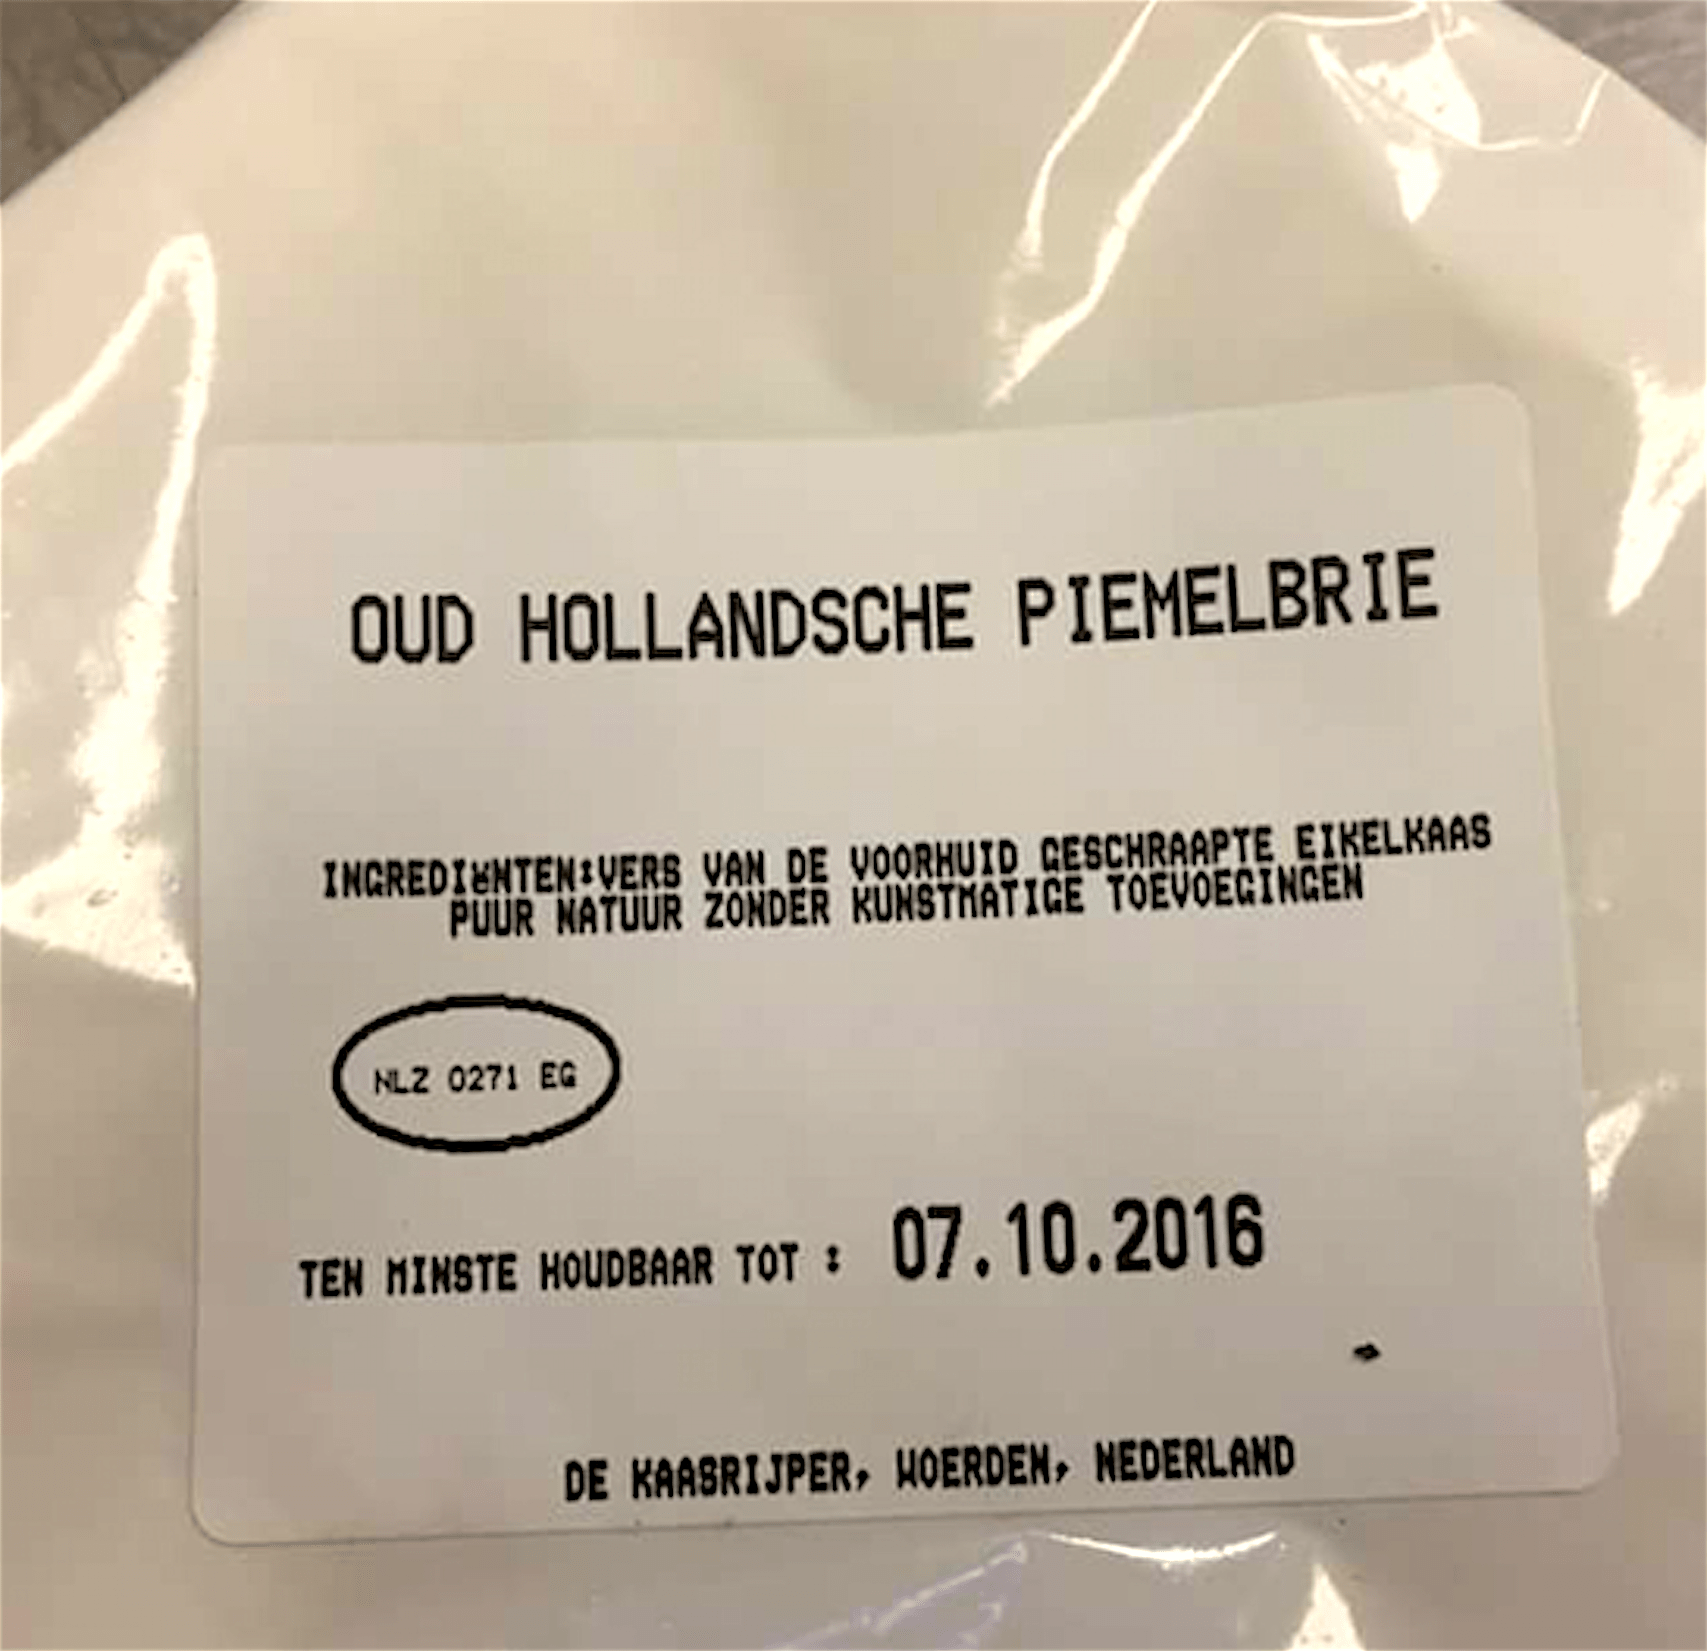 OUD HOLLANDSCHE PIEMELBRIE
INGREDIëNTEN:VERS VAN DE VOORHUID GESCHRAAPTE EIKELKAAS
PUUR NATUUR ZONDER KUNSTMATIGE TOEVOEGINGEN
NLZ 0271 EG
TEN MINSTE HOUDBAAR TOT : 07.10.2016
DE KAASRIJPER, WOERDEN, NEDERLAND